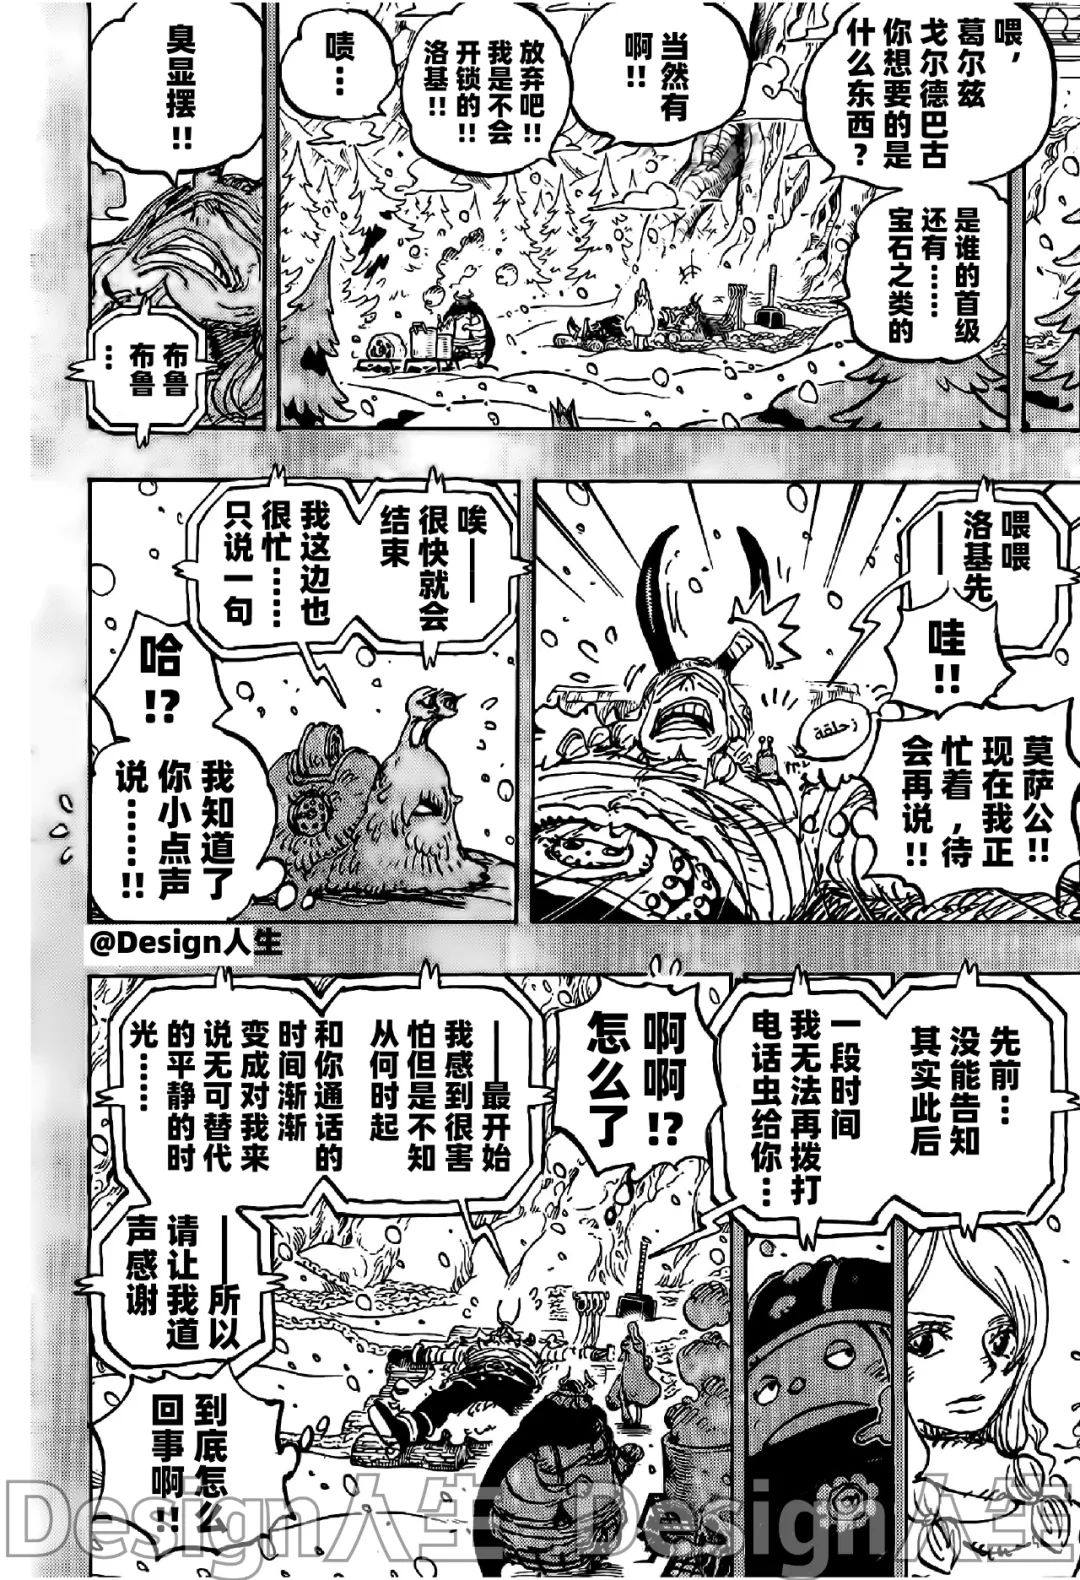 喂，
葛尔兹
戈尔德巴古
你想要的是
什么东西？
是谁的首级
还有……
宝石之类的
当然有
啊!!
放弃吧!!
我是不会
开锁的!!
洛基!!
啧…
臭显摆!!
布鲁
布鲁
…
喂喂
洛基先
——
哇!!
莫萨公!!
现在我正
忙着，待
会再说!!
زحلقة
唉——
很快就会
结束
我这边也
很忙……
只说一句
哈!?
我知道了
你小点声
说……!!
@Design人生
先前…
没能告知
其实此后
一段时间
我无法再拨打
电话虫给你…
啊啊!?
怎么了
——最开始
我感到很害
怕但是不知
从何时起
和你通话的
时间渐渐
变成对我来
说无可替代
的平静的时
光……
——所以
请让我道
声感谢
到底怎么
回事啊!!
Design人生
Design人生